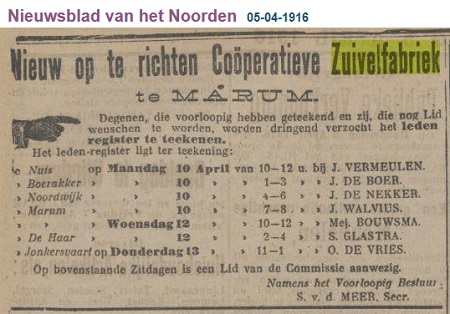 Nieuwsblad van het Noorden 05-04-1916
Nieuw op te richten Coöperatieve Zuivelfabriek
te MARUM.
Degenen, die voorloopig hebben geteekend en zij, die nog Lid
wenschen te worden, worden dringend verzocht het leden
register te teekenen.
Het leden-register ligt ter teekening:
te Nuis op Maandag 10 April van 10—12 u. bij J. VERMEULEN.
„ Boerakker „ „ 10 „ „ 1—3 „ „ J. DE BOER.
„ Noordwijk „ „ 10 „ „ 4—6 „ „ J. DE NEKKER.
„ Marum „ „ 10 „ „ 7—8 „ „ J. WALVIUS.
„ „ „ Woensdag 12 „ „ 10—12 „ „ Mej. BOUWSMA.
„ De Haar „ „ 12 „ „ 2—4 „ „ S. GLASTRA.
„ Jonkersvaart op Donderdag 13 „ „ 11—1 „ „ O. DE VRIES.
Op bovenstaande Zitdagen is een Lid van de Commissie aanwezig.
Namens het Voorloopig Bestuur
S. v. d. MEER, Secr.